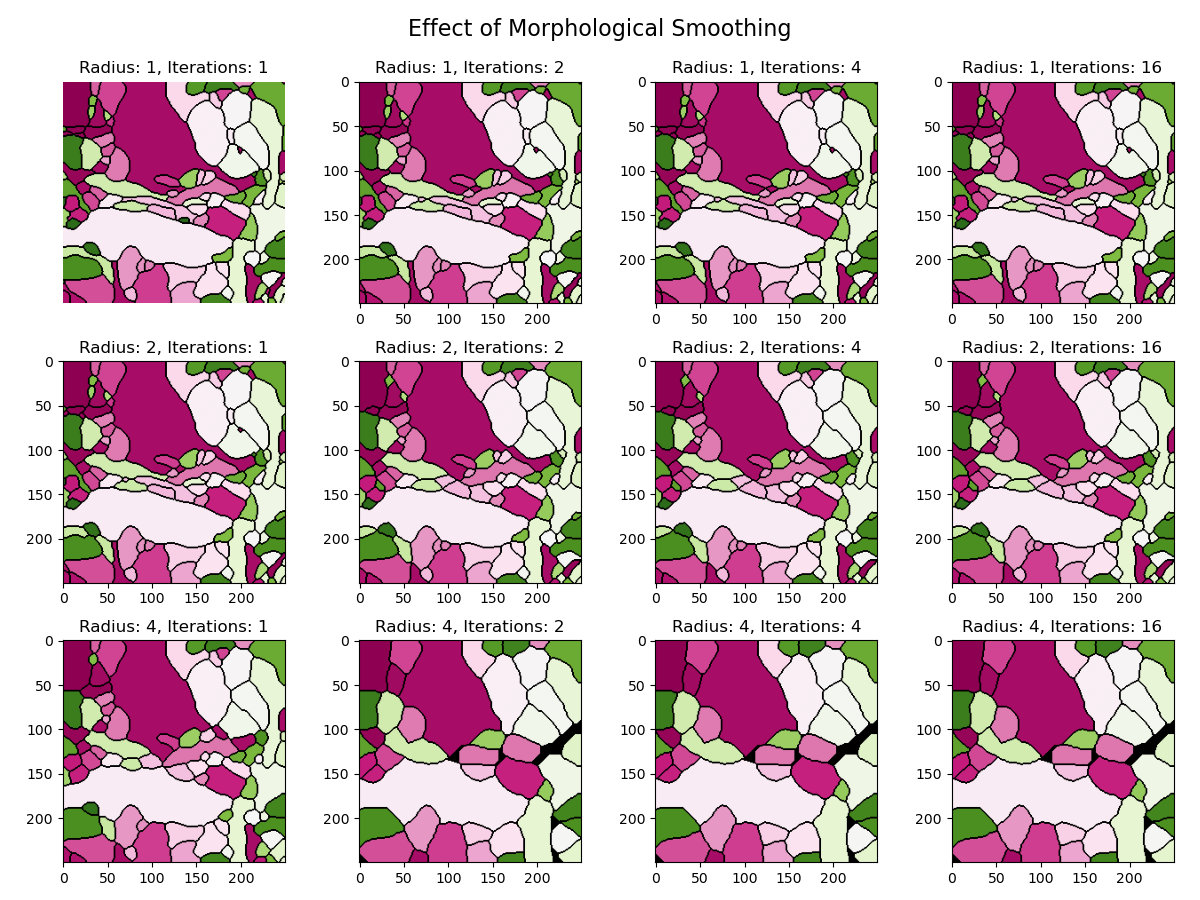 Effect of Morphological Smoothing
Radius: 1, Iterations: 1
Radius: 1, Iterations: 2
Radius: 1, Iterations: 4
Radius: 1, Iterations: 16
0
50
100
150
200
0 50 100 150 200
0
50
100
150
200
0 50 100 150 200
0
50
100
150
200
0 50 100 150 200
Radius: 2, Iterations: 1
Radius: 2, Iterations: 2
Radius: 2, Iterations: 4
Radius: 2, Iterations: 16
0
50
100
150
200
0 50 100 150 200
0
50
100
150
200
0 50 100 150 200
0
50
100
150
200
0 50 100 150 200
0
50
100
150
200
0 50 100 150 200
Radius: 4, Iterations: 1
Radius: 4, Iterations: 2
Radius: 4, Iterations: 4
Radius: 4, Iterations: 16
0
50
100
150
200
0 50 100 150 200
0
50
100
150
200
0 50 100 150 200
0
50
100
150
200
0 50 100 150 200
0
50
100
150
200
0 50 100 150 200